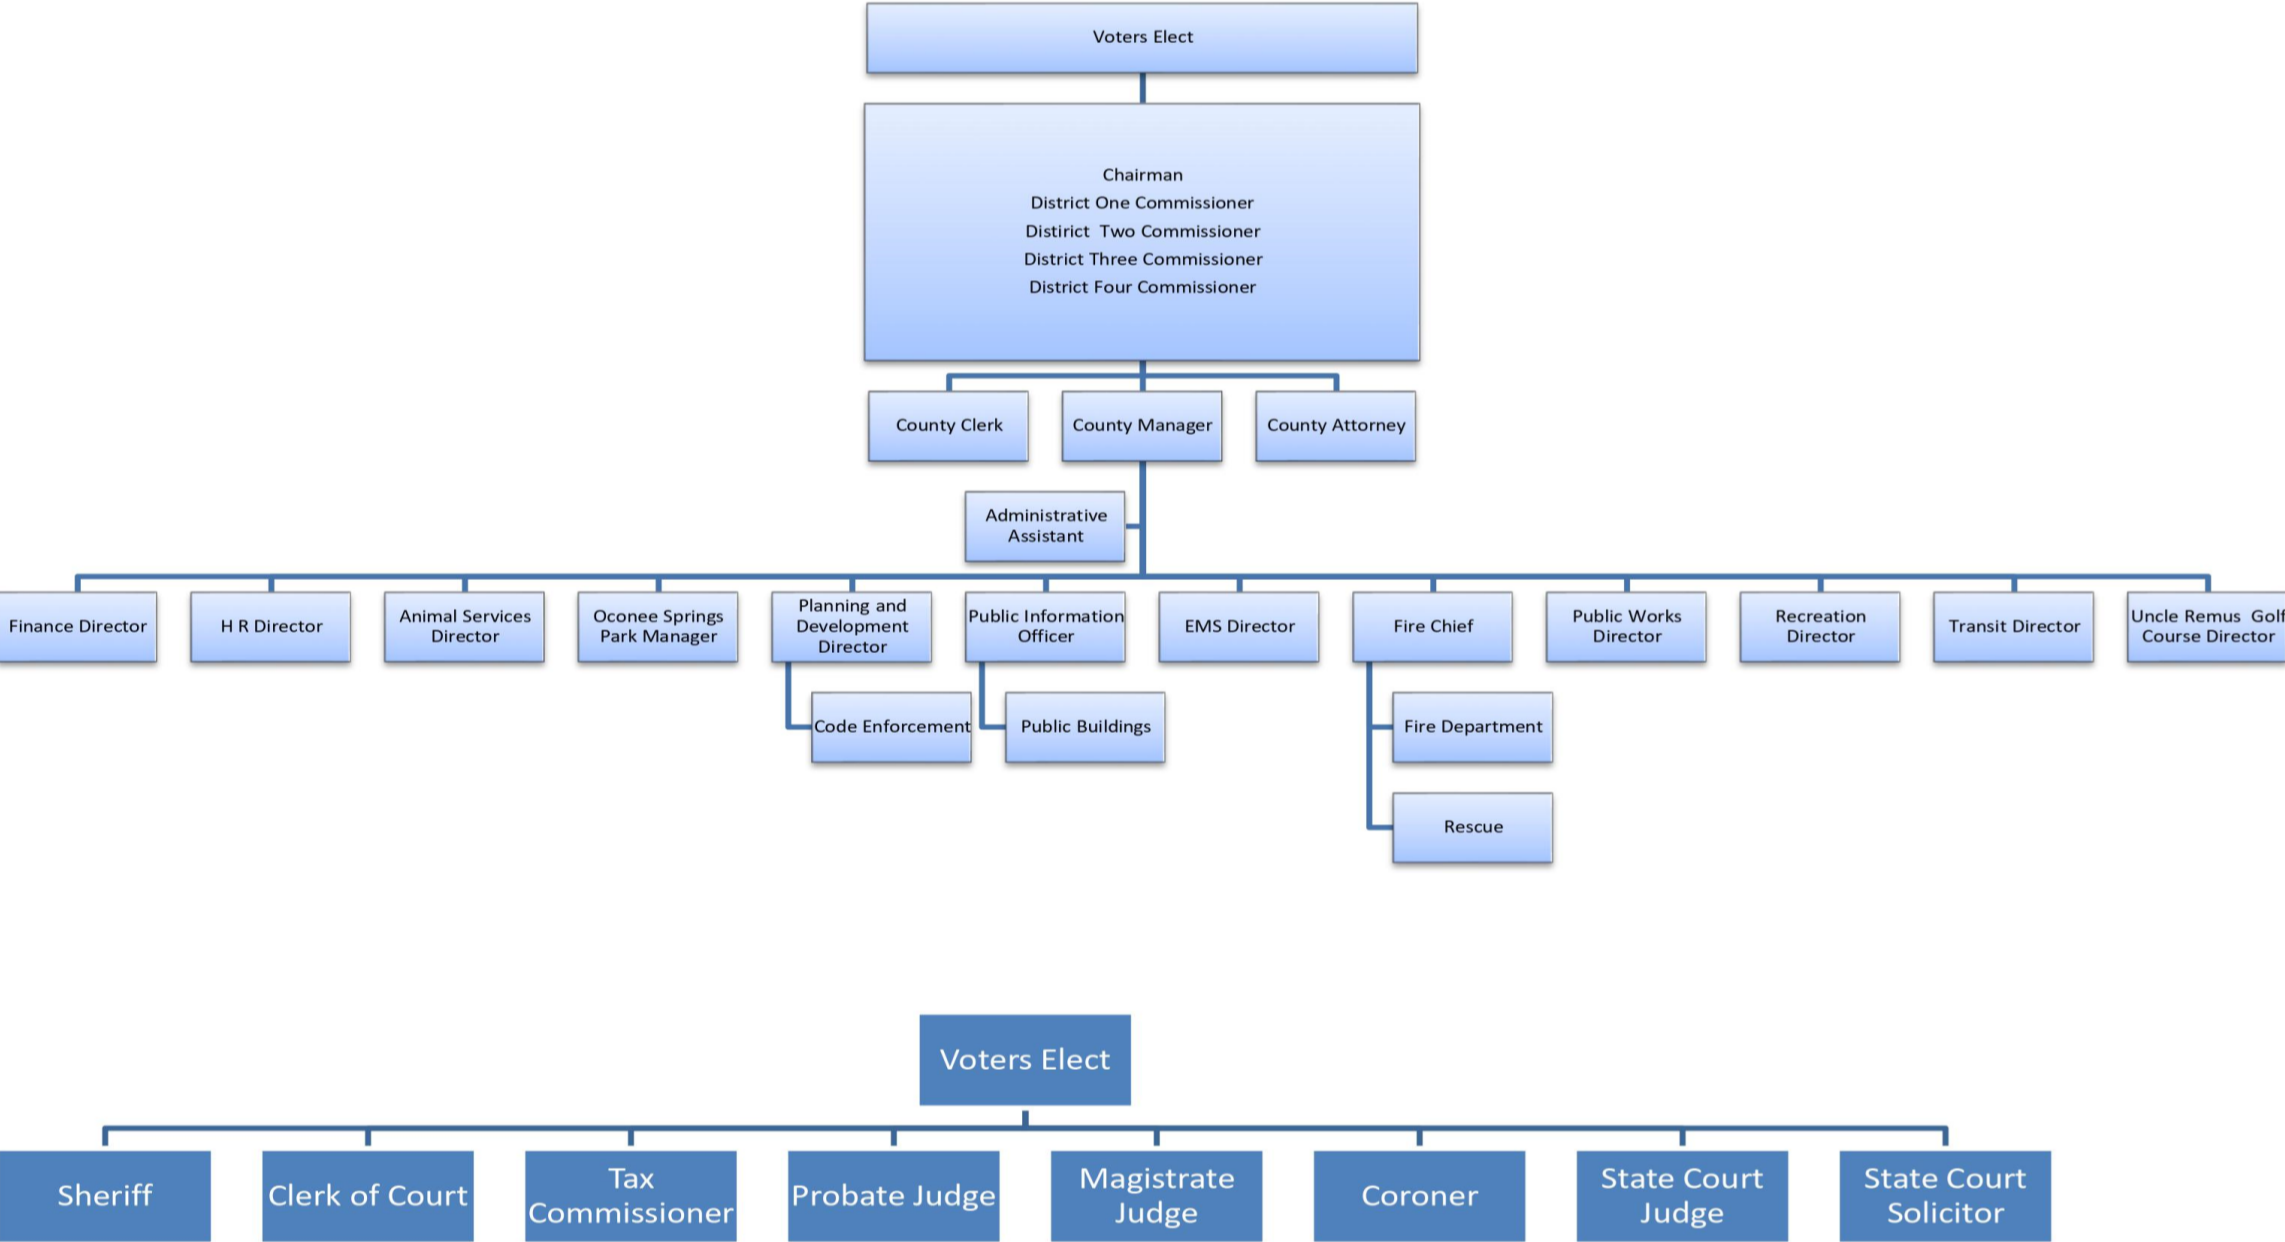 Voters Elect
Chairman
District One Commissioner
Distirict  Two Commissioner
District Three Commissioner
District Four Commissioner
County Clerk
County Manager
County Attorney
Administrative
Assistant
Finance Director
H R Director
Animal Services
Director
Oconee Springs
Park Manager
Planning and
Development
Director
Public Information
Officer
EMS Director
Fire Chief
Public Works
Director
Recreation
Director
Transit Director
Uncle Remus  Golf
Course Director
Code Enforcement
Public Buildings
Fire Department
Rescue
Voters Elect
Sheriff
Clerk of Court
Tax
Commissioner
Probate Judge
Magistrate
Judge
Coroner
State Court
Judge
State Court
Solicitor